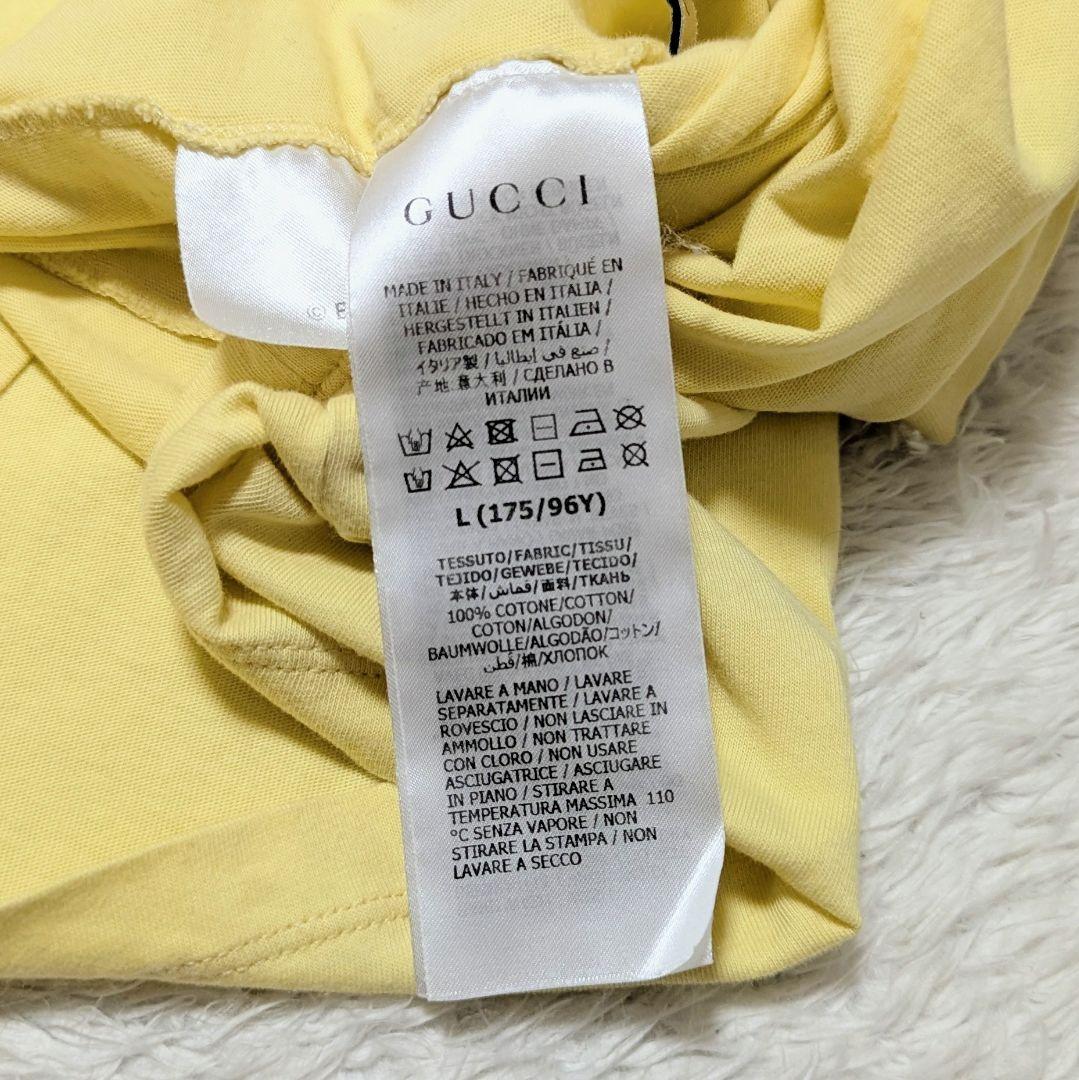 GUCCI
MADE IN ITALY / FABRIQUÉ EN
ITALIE / HECHO EN ITALIA /
HERGESTELLT IN ITALIEN /
FABRICADO EM ITÁLIA /
イタリア製 / صنع في إيطاليا /
产地:意大利 / СДЕЛАНО В
ИТАЛИИ
L (175/96Y)
TESSUTO/FABRIC/TISSU/
TEJIDO/GEWEBE/TECIDO/
本体/قماش/面料/ТКАНЬ
100% COTONE/COTTON/
COTON/ALGODON/
BAUMWOLLE/ALGODÃO/コットン/
قطن/棉/ХЛОПОК
LAVARE A MANO / LAVARE
SEPARATAMENTE / LAVARE A
ROVESCIO / NON LASCIARE IN
AMMOLLO / NON TRATTARE
CON CLORO / NON USARE
ASCIUGATRICE / ASCIUGARE
IN PIANO / STIRARE A
TEMPERATURA MASSIMA 110
°C SENZA VAPORE / NON
STIRARE LA STAMPA / NON
LAVARE A SECCO
©